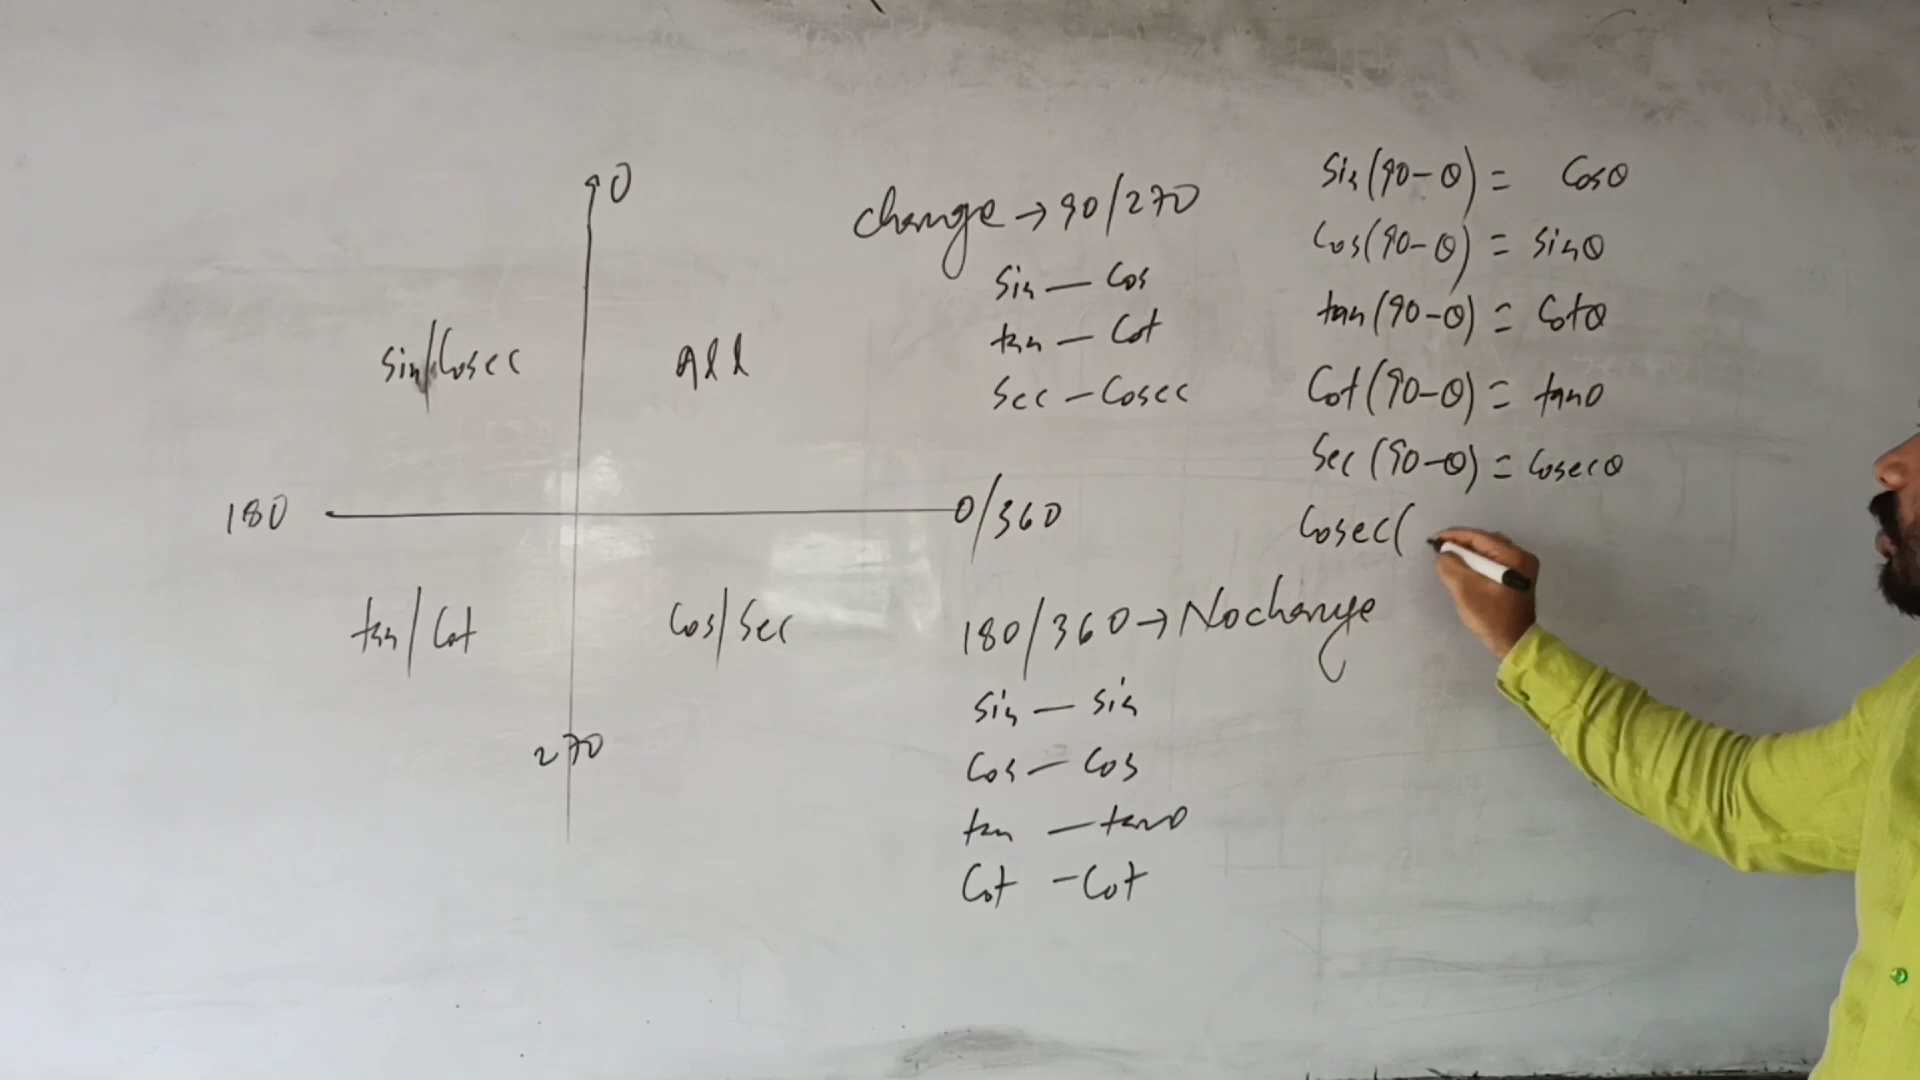 90
sin/Cosec
All
180
0/360
tan/Cot
Cos/Sec
270
change → 90/270
Sin — Cos
tan — Cot
Sec — Cosec
180/360 → No change
Sin — Sin
Cos — Cos
tan — tanθ
Cot — Cot
Sin(90-θ) = Cosθ
Cos(90-θ) = Sinθ
tan(90-θ) = Cotθ
Cot(90-θ) = tanθ
Sec(90-θ) = Cosecθ
Cosec(